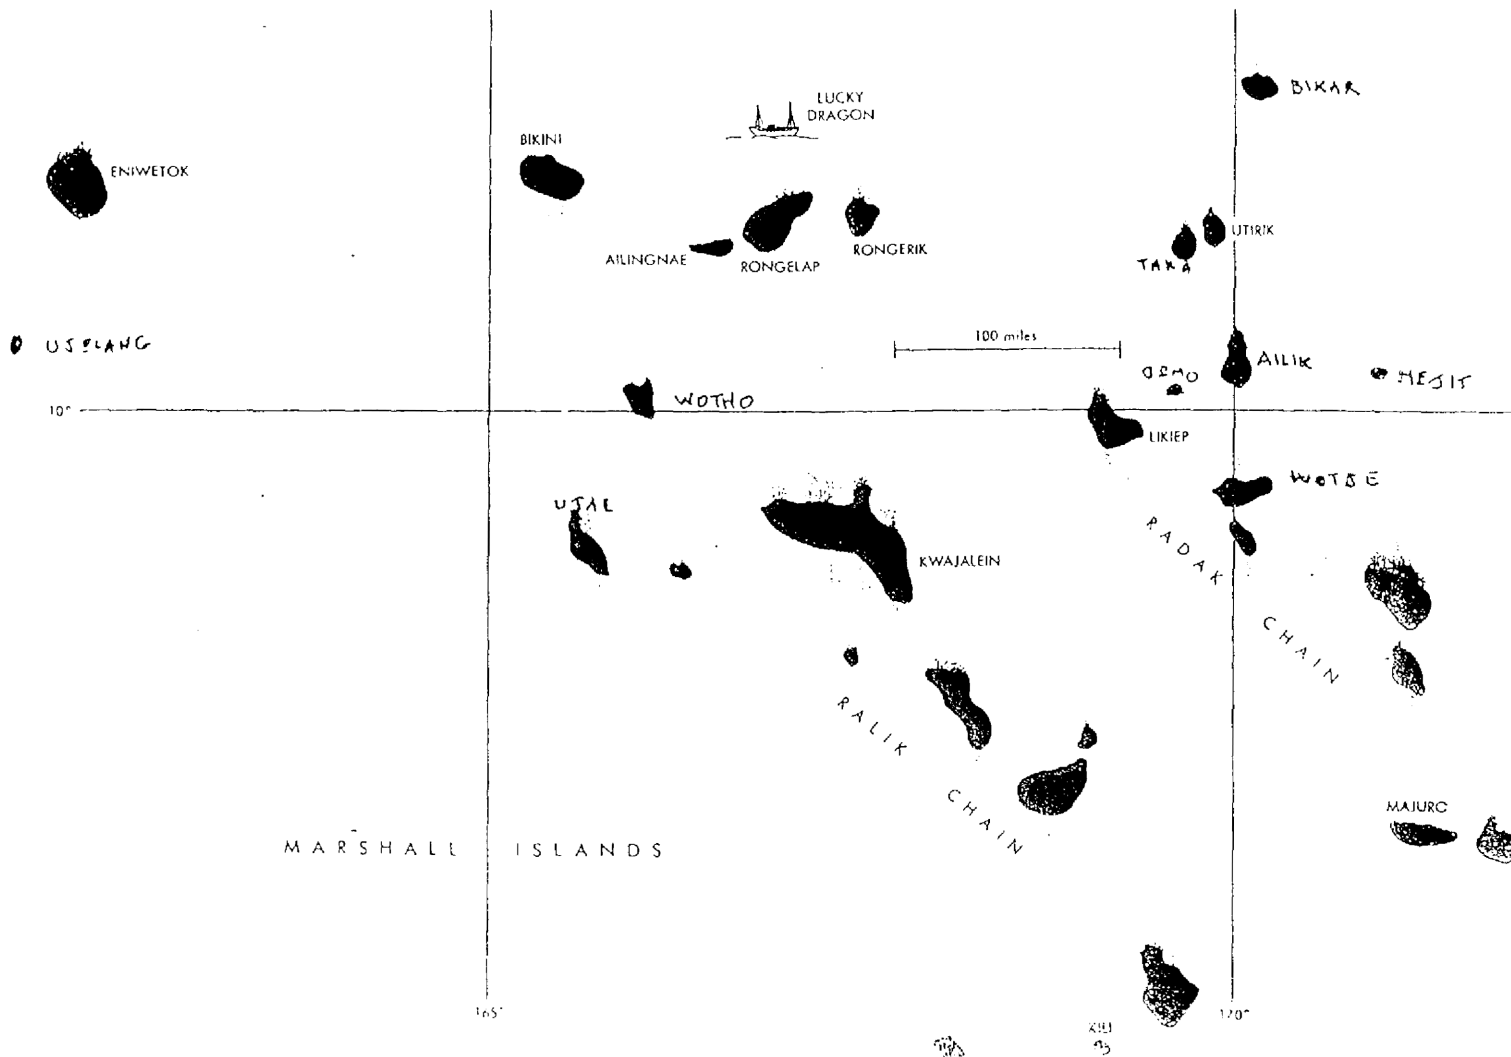 BIKAR
LUCKY
DRAGON
BIKINI
ENIWETOK
UTIRIK
AILINGNAE
RONGELAP
RONGERIK
TAKA
100 miles
UJELANG
AILIK
MEJIT
WOTHO
10°
LIKIEP
WOTJE
UJAE
KWAJALEIN
RADAK CHAIN
RALIK CHAIN
MAJURO
MARSHALL ISLANDS
165°
170°
KILI